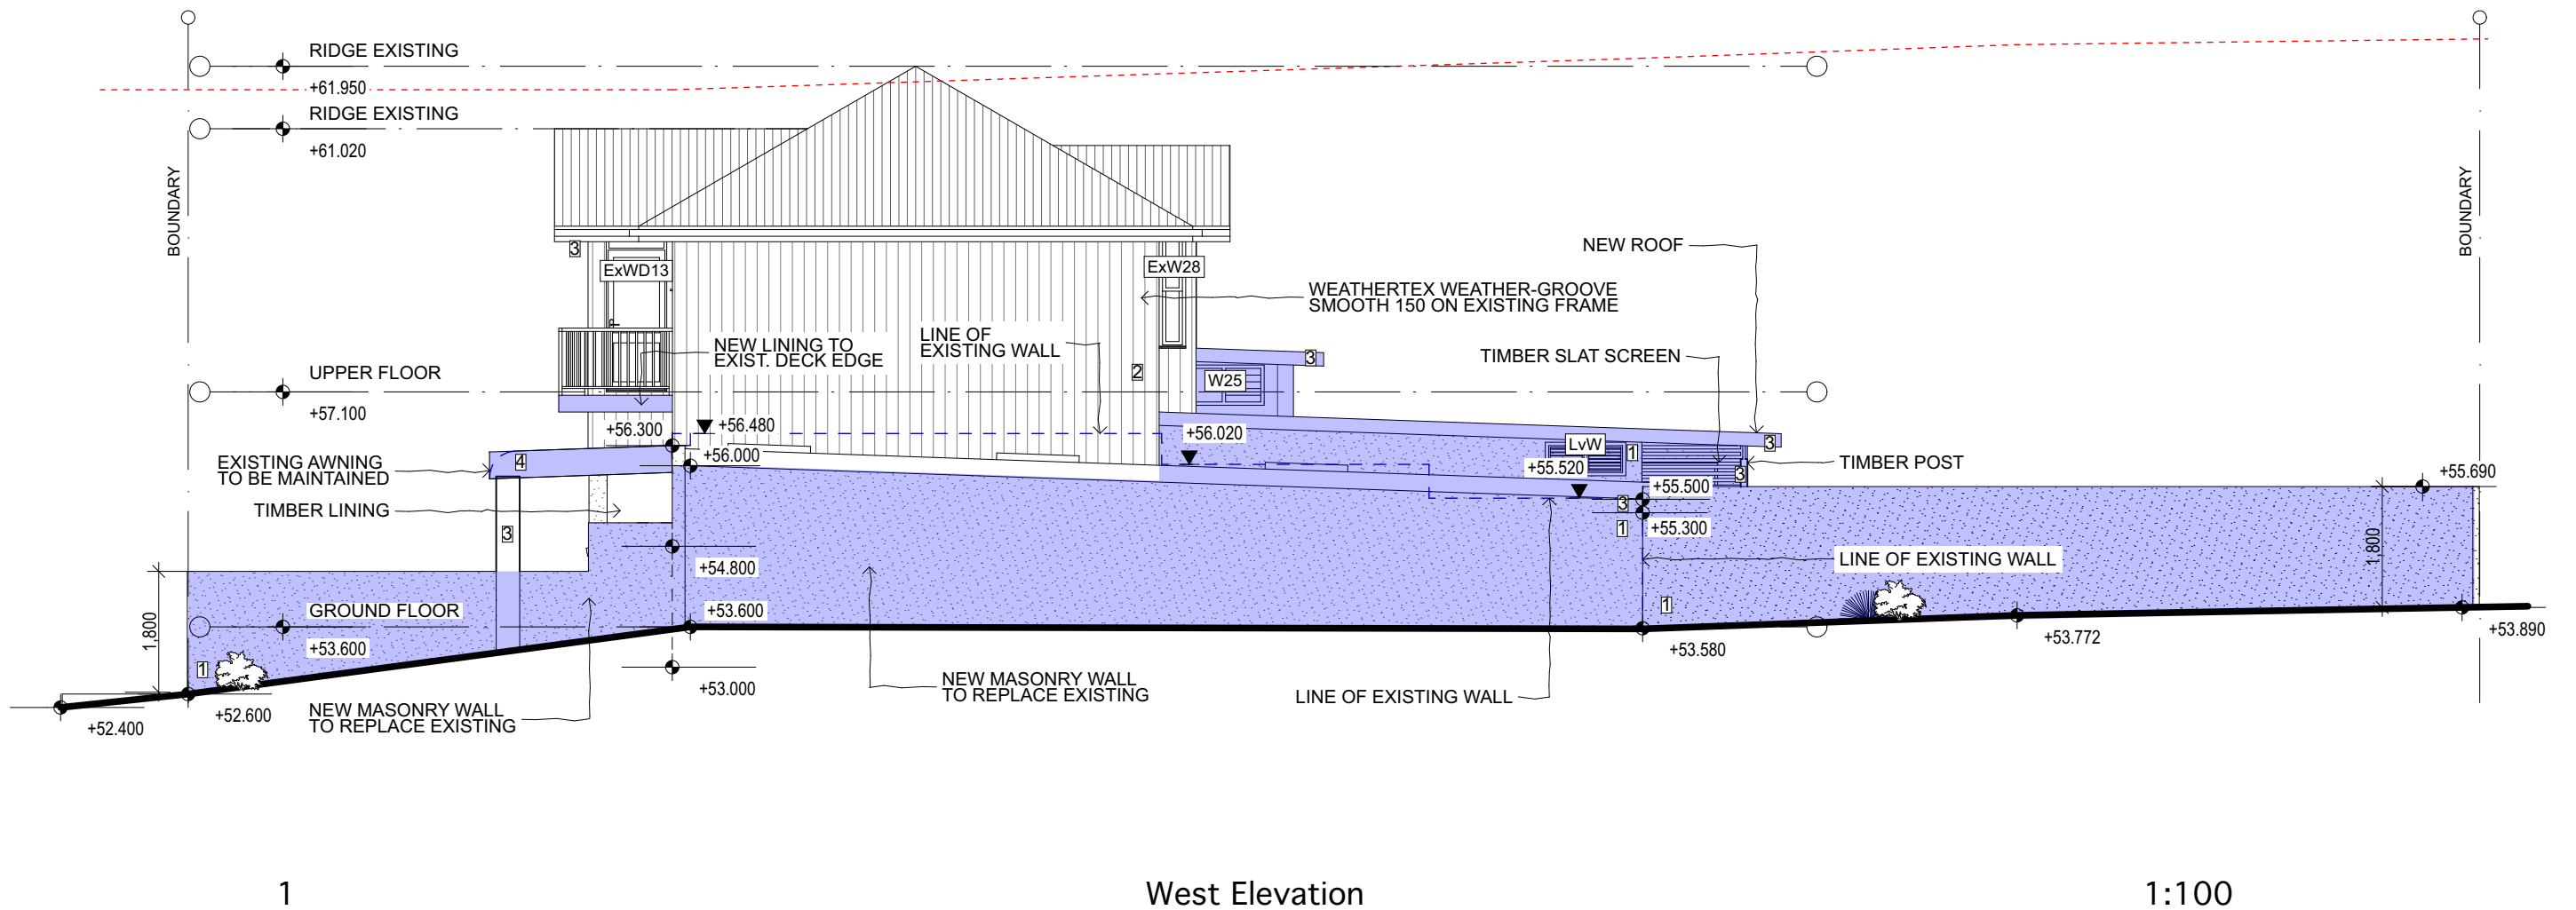 RIDGE EXISTING
+61.950
RIDGE EXISTING
+61.020
BOUNDARY
BOUNDARY
3
ExWD13
ExW28
NEW ROOF
WEATHERTEX WEATHER-GROOVE
SMOOTH 150 ON EXISTING FRAME
NEW LINING TO
EXIST. DECK EDGE
LINE OF
EXISTING WALL
TIMBER SLAT SCREEN
3
2
W25
UPPER FLOOR
+57.100
+56.300
+56.480
+56.020
+56.000
LvW
1
3
+55.520
TIMBER POST
3
+55.690
EXISTING AWNING
TO BE MAINTAINED
4
+55.500
3
+55.300
1
TIMBER LINING
3
LINE OF EXISTING WALL
1,800
+54.800
GROUND FLOOR
+53.600
+53.600
1
1,800
1
+53.772
+53.890
+53.580
+53.000
NEW MASONRY WALL
TO REPLACE EXISTING
LINE OF EXISTING WALL
+52.400
+52.600
NEW MASONRY WALL
TO REPLACE EXISTING
1
West Elevation
1:100